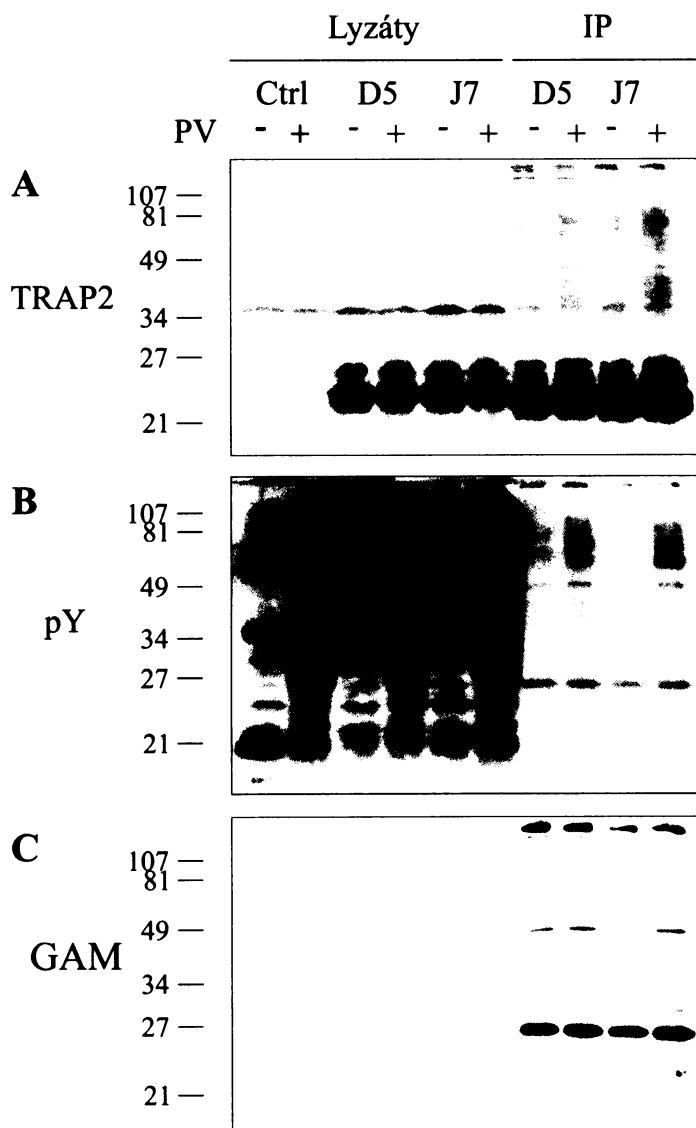 Lyzáty IP
Ctrl D5 J7 D5 J7
PV - + - + - + - + - +
A
107
81
49
TRAP2
34
27
21
B
107
81
49
pY
34
27
21
C
107
81
49
GAM
34
27
21